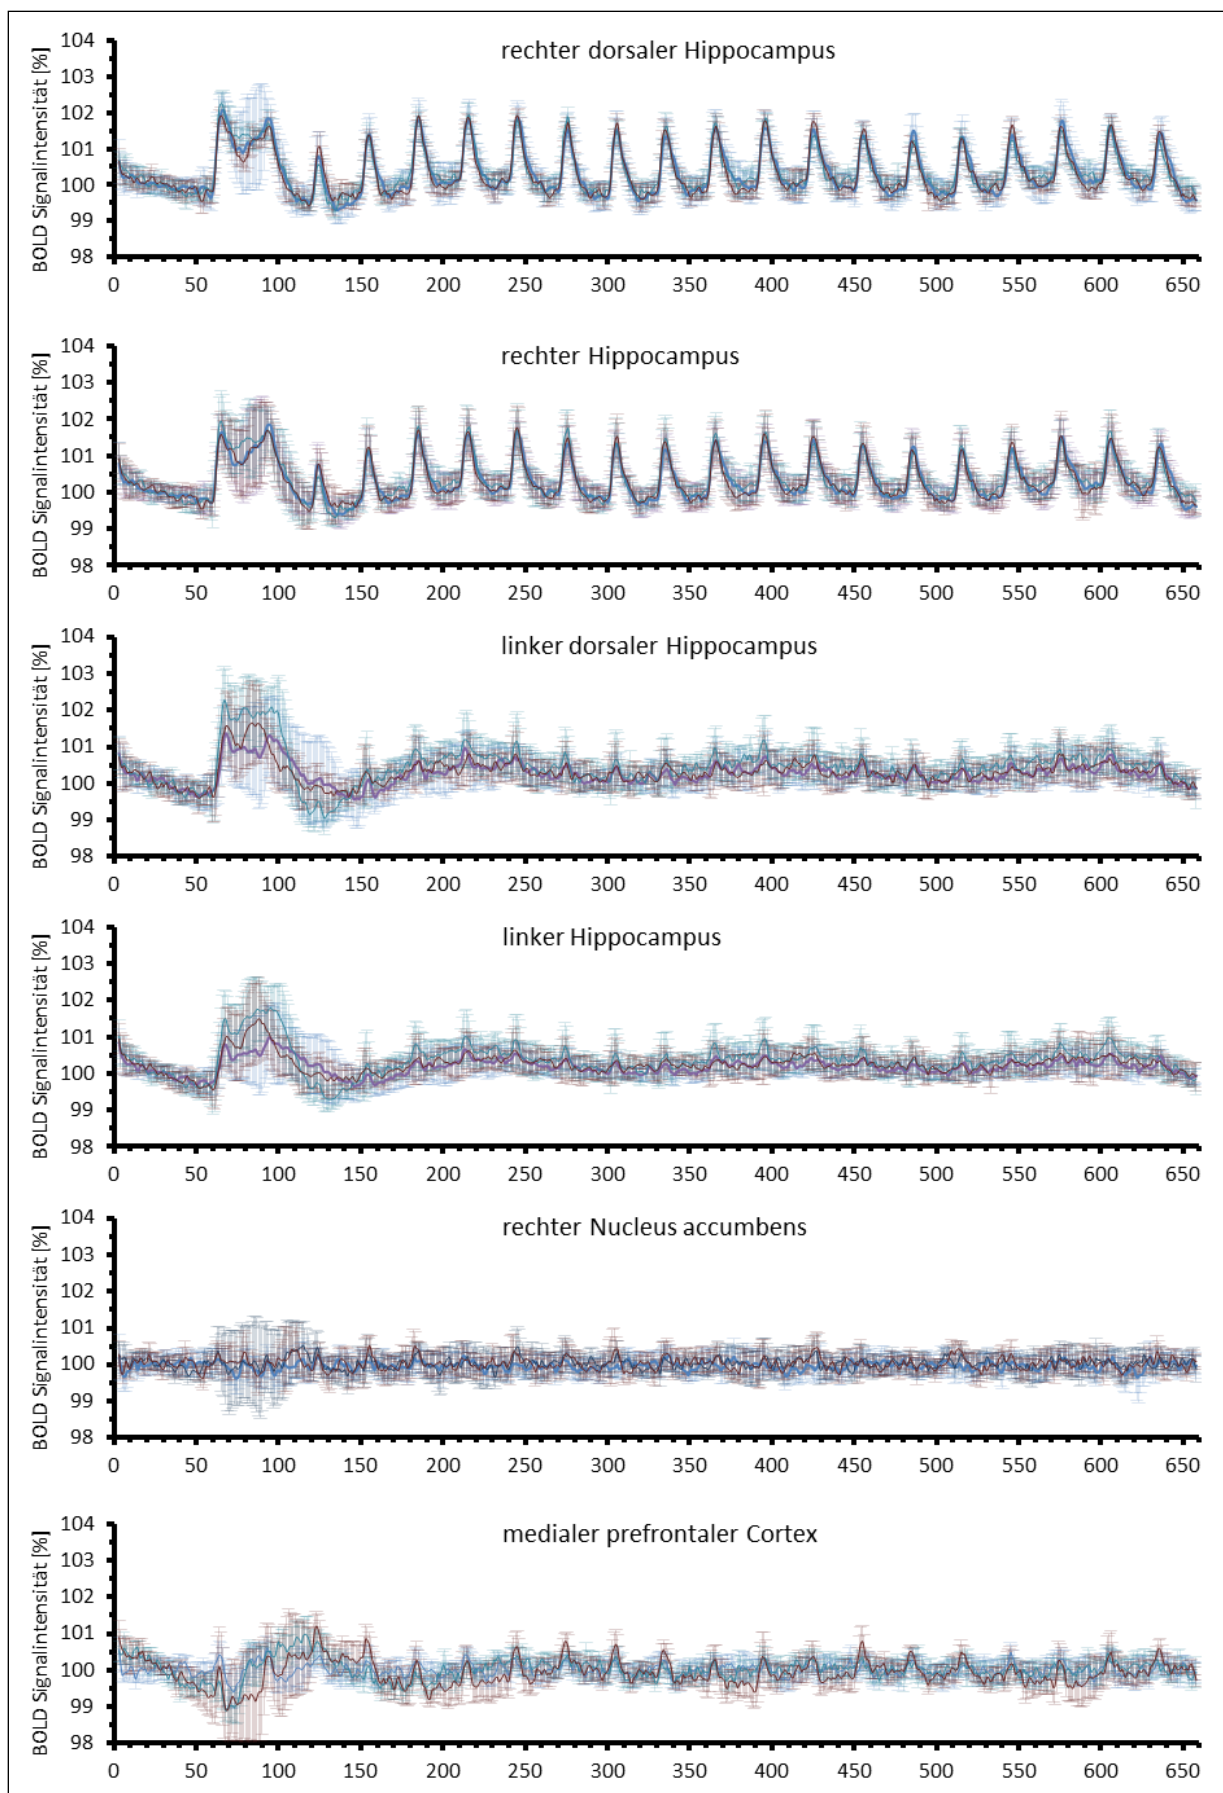 rechter dorsaler Hippocampus
BOLD Signalintensität [%]
104
103
102
101
100
99
98
0 50 100 150 200 250 300 350 400 450 500 550 600 650
rechter Hippocampus
BOLD Signalintensität [%]
104
103
102
101
100
99
98
0 50 100 150 200 250 300 350 400 450 500 550 600 650
linker dorsaler Hippocampus
BOLD Signalintensität [%]
104
103
102
101
100
99
98
0 50 100 150 200 250 300 350 400 450 500 550 600 650
linker Hippocampus
BOLD Signalintensität [%]
104
103
102
101
100
99
98
0 50 100 150 200 250 300 350 400 450 500 550 600 650
rechter Nucleus accumbens
BOLD Signalintensität [%]
104
103
102
101
100
99
98
0 50 100 150 200 250 300 350 400 450 500 550 600 650
medialer prefrontaler Cortex
BOLD Signalintensität [%]
104
103
102
101
100
99
98
0 50 100 150 200 250 300 350 400 450 500 550 600 650